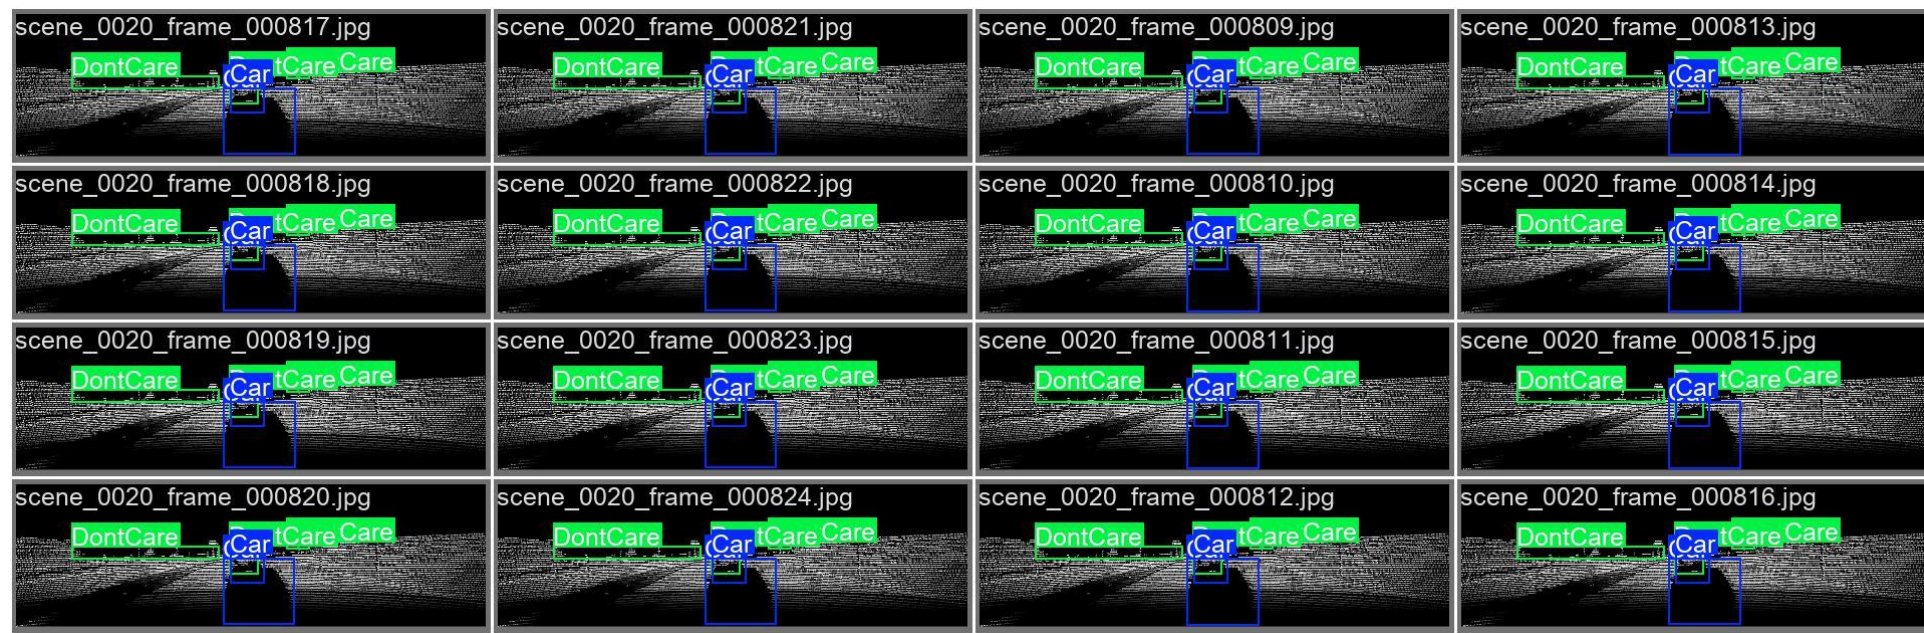 scene_0020_frame_000817.jpg
DontCare
Car
tCare
Care
scene_0020_frame_000821.jpg
DontCare
Car
tCare
Care
scene_0020_frame_000809.jpg
DontCare
Car
tCare
Care
scene_0020_frame_000813.jpg
DontCare
Car
tCare
Care
scene_0020_frame_000818.jpg
DontCare
Car
tCare
Care
scene_0020_frame_000822.jpg
DontCare
Car
tCare
Care
scene_0020_frame_000810.jpg
DontCare
Car
tCare
Care
scene_0020_frame_000814.jpg
DontCare
Car
tCare
Care
scene_0020_frame_000819.jpg
DontCare
Car
tCare
Care
scene_0020_frame_000823.jpg
DontCare
Car
tCare
Care
scene_0020_frame_000811.jpg
DontCare
Car
tCare
Care
scene_0020_frame_000815.jpg
DontCare
Car
tCare
Care
scene_0020_frame_000820.jpg
DontCare
Car
tCare
Care
scene_0020_frame_000824.jpg
DontCare
Car
tCare
Care
scene_0020_frame_000812.jpg
DontCare
Car
tCare
Care
scene_0020_frame_000816.jpg
DontCare
Car
tCare
Care